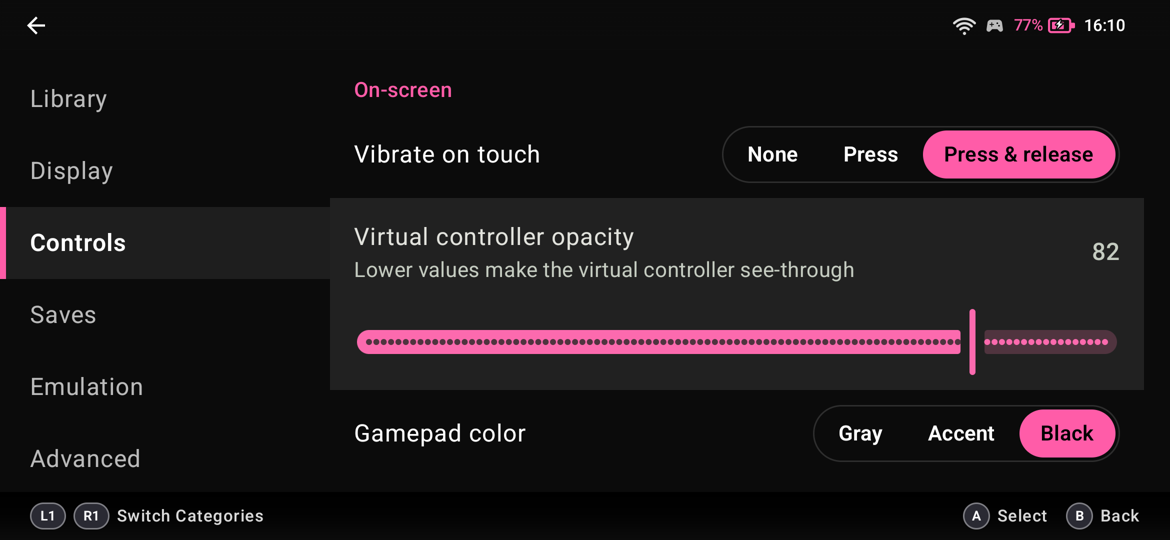 77% 16:10
Library
Display
Controls
Saves
Emulation
Advanced
On-screen
Vibrate on touch
None Press Press & release
Virtual controller opacity
Lower values make the virtual controller see-through
82
Gamepad color
Gray Accent Black
L1 R1 Switch Categories
A Select B Back